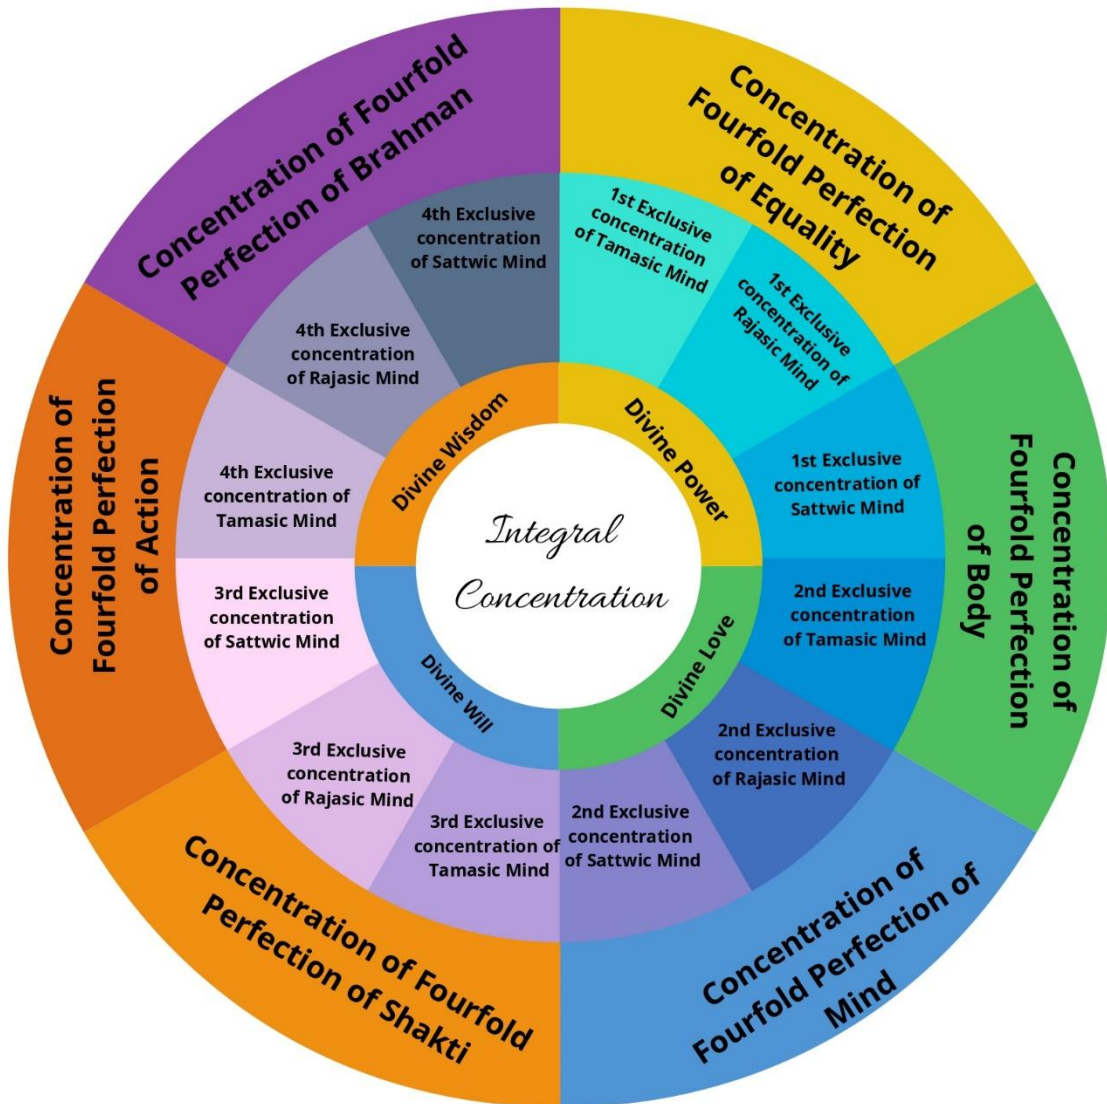 Concentration of Fourfold
Perfection of Brahman
Concentration of
Fourfold Perfection
of Equality
Concentration of
Fourfold Perfection
of Body
Concentration of
Fourfold Perfection of
Mind
Concentration of Fourfold
Perfection of Shakti
Concentration of
Fourfold Perfection
of Action
1st Exclusive
concentration
of Tamasic Mind
1st Exclusive
concentration of
Rajasic Mind
1st Exclusive
concentration of
Sattwic Mind
2nd Exclusive
concentration
of Tamasic Mind
2nd Exclusive
concentration
of Rajasic Mind
2nd Exclusive
concentration
of Sattwic Mind
3rd Exclusive
concentration of
Tamasic Mind
3rd Exclusive
concentration
of Rajasic Mind
3rd Exclusive
concentration
of Sattwic Mind
4th Exclusive
concentration of
Tamasic Mind
4th Exclusive
concentration
of Rajasic Mind
4th Exclusive
concentration
of Sattwic Mind
Divine Wisdom
Divine Power
Divine Love
Divine Will
Integral
Concentration